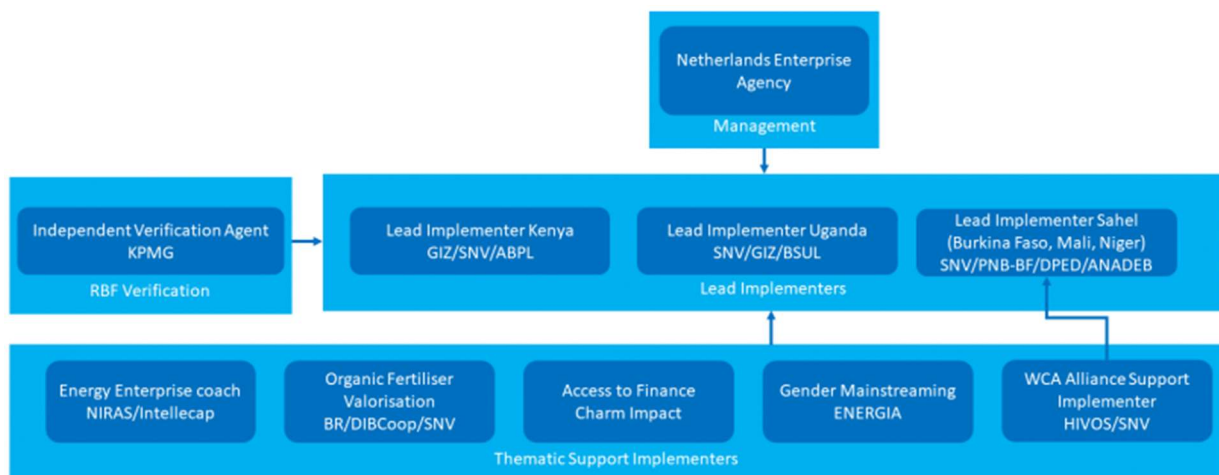 Netherlands Enterprise
Agency
Management
Independent Verification Agent
KPMG
RBF Verification
Lead Implementer Kenya
GIZ/SNV/ABPL
Lead Implementer Uganda
SNV/GIZ/BSUL
Lead Implementer Sahel
(Burkina Faso, Mali, Niger)
SNV/PNB-BF/DPED/ANADEB
Lead Implementers
Energy Enterprise coach
NIRAS/Intellecap
Organic Fertiliser
Valorisation
BR/DIBCoop/SNV
Access to Finance
Charm Impact
Gender Mainstreaming
ENERGIA
WCA Alliance Support
Implementer
HIVOS/SNV
Thematic Support Implementers